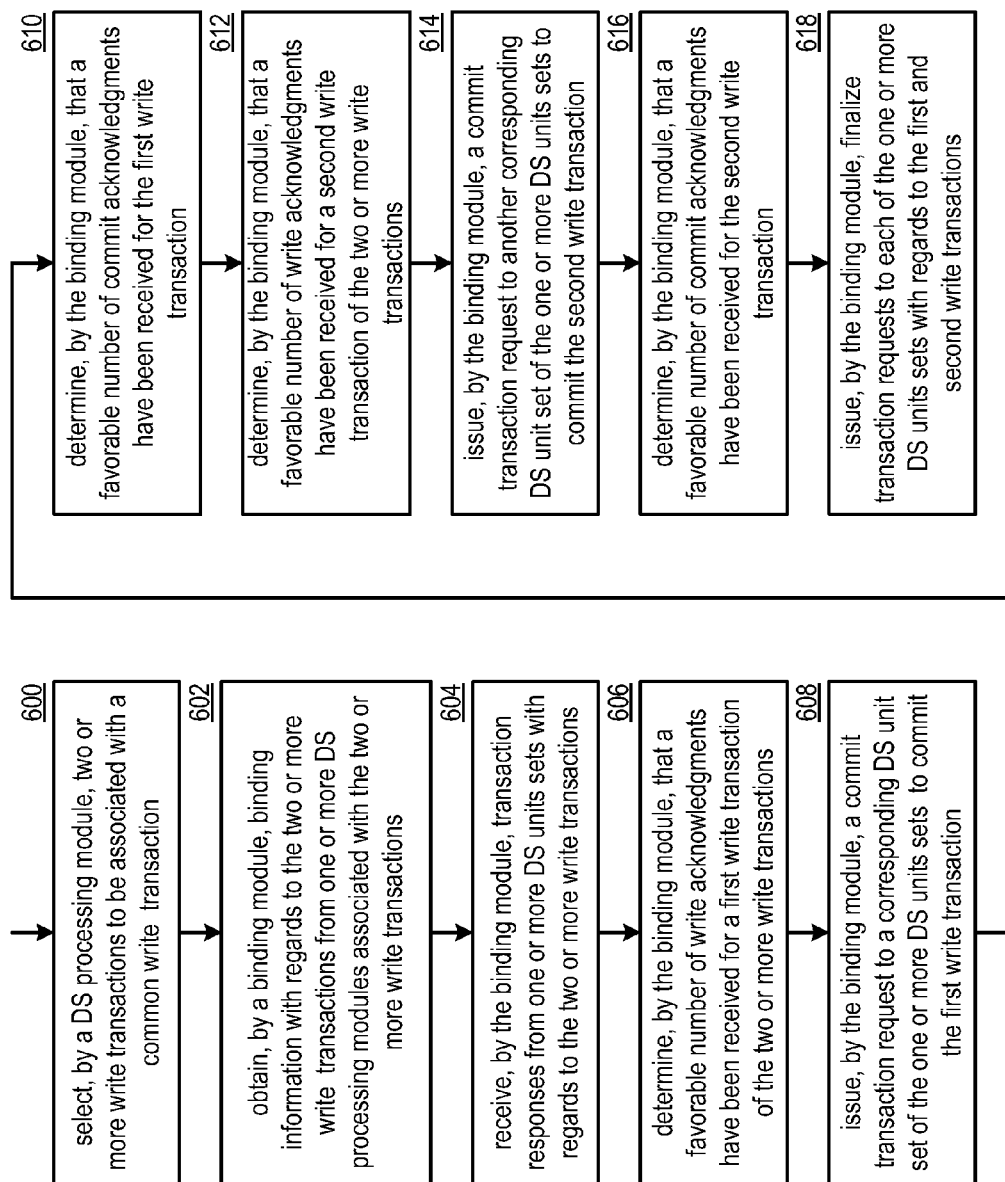 600
select, by a DS processing module, two or
more write transactions to be associated with a
common write transaction
602
obtain, by a binding module, binding
information with regards to the two or more
write transactions from one or more DS
processing modules associated with the two or
more write transactions
604
receive, by the binding module, transaction
responses from one or more DS units sets with
regards to the two or more write transactions
606
determine, by the binding module, that a
favorable number of write acknowledgments
have been received for a first write transaction
of the two or more write transactions
608
issue, by the binding module, a commit
transaction request to a corresponding DS unit
set of the one or more DS units sets to commit
the first write transaction
610
determine, by the binding module, that a
favorable number of commit acknowledgments
have been received for the first write
transaction
612
determine, by the binding module, that a
favorable number of write acknowledgments
have been received for a second write
transaction of the two or more write
transactions
614
issue, by the binding module, a commit
transaction request to another corresponding
DS unit set of the one or more DS units sets to
commit the second write transaction
616
determine, by the binding module, that a
favorable number of commit acknowledgments
have been received for the second write
transaction
618
issue, by the binding module, finalize
transaction requests to each of the one or more
DS units sets with regards to the first and
second write transactions